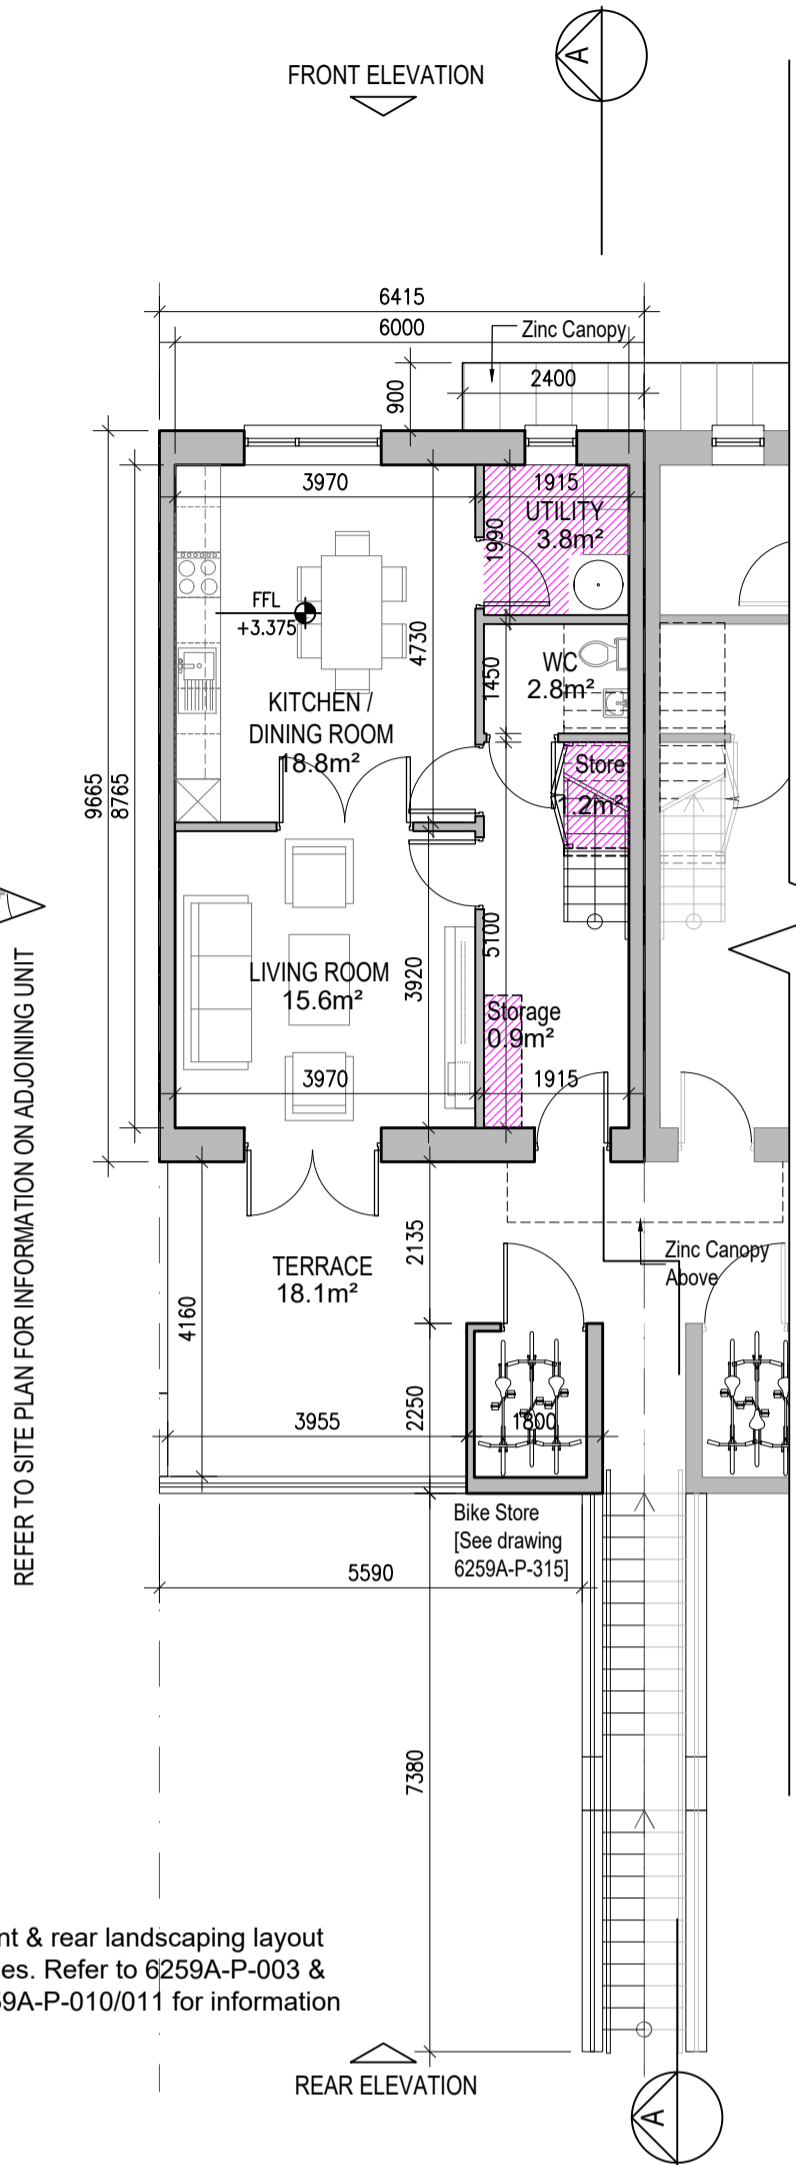 A
FRONT ELEVATION
6415
6000
Zinc Canopy
2400
900
3970
1915
UTILITY
3.8m²
1990
FFL
+3.375
4730
WC
2.8m²
1450
KITCHEN /
DINING ROOM
18.8m²
Store
1.2m²
9665
8765
5100
LIVING ROOM
15.6m²
3920
Storage
0.9m²
3970
1915
REFER TO SITE PLAN FOR INFORMATION ON ADJOINING UNIT
2135
Zinc Canopy
Above
TERRACE
18.1m²
4160
3955
2250
1800
Bike Store
[See drawing
6259A-P-315]
5590
7380
& rear landscaping layout
Refer to 6259A-P-003 &
9A-P-010/011 for information
REAR ELEVATION
A